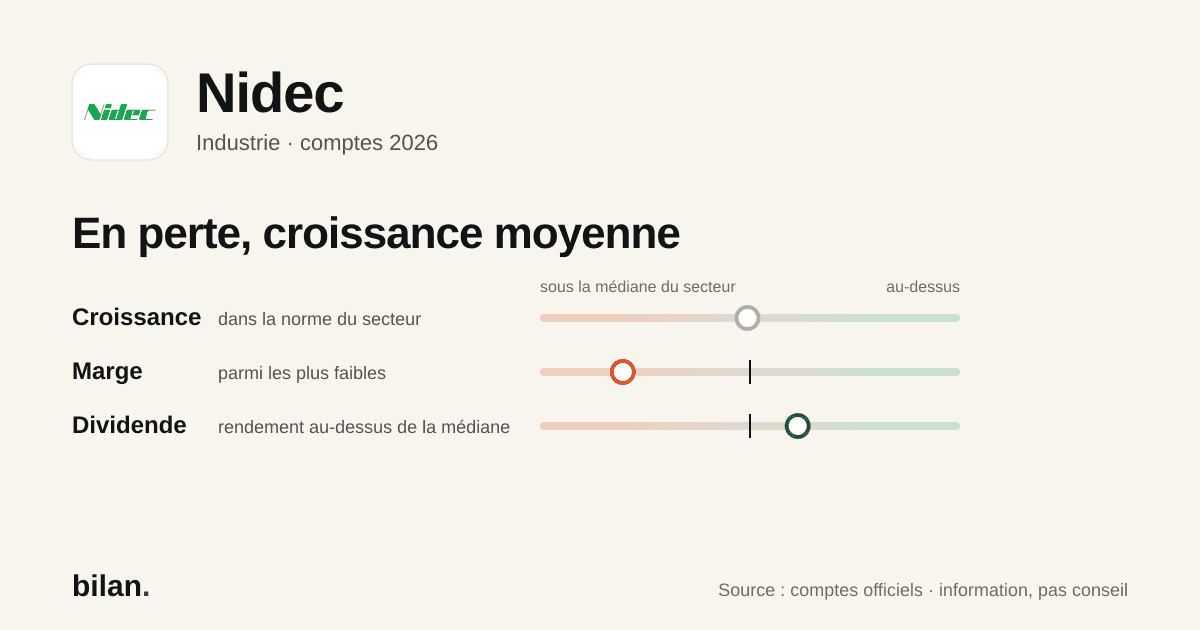 Nidec
Nidec
Industrie · comptes 2026
En perte, croissance moyenne
sous la médiane du secteur au-dessus
Croissance dans la norme du secteur
Marge parmi les plus faibles
Dividende rendement au-dessus de la médiane
bilan.
Source : comptes officiels · information, pas conseil